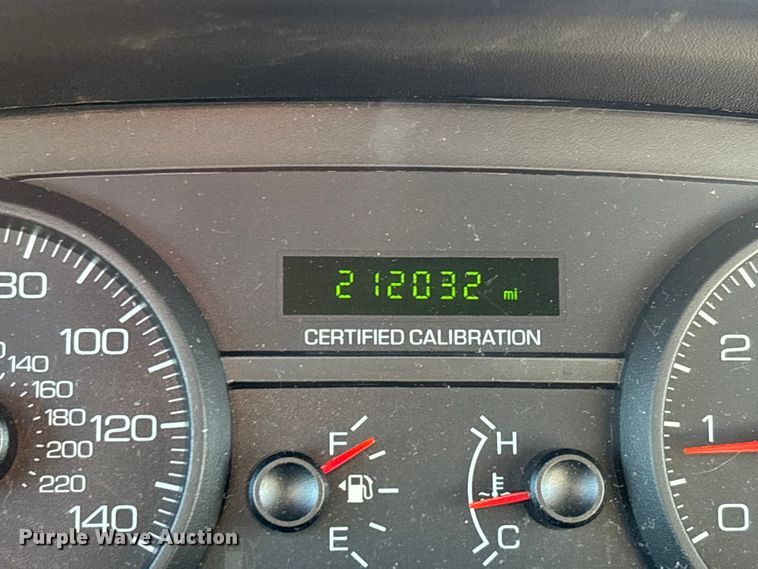 212032 mi
CERTIFIED CALIBRATION
80
100
120
140
140
160
180
200
220
F
E
H
C
2
1
0
Purple Wave Auction